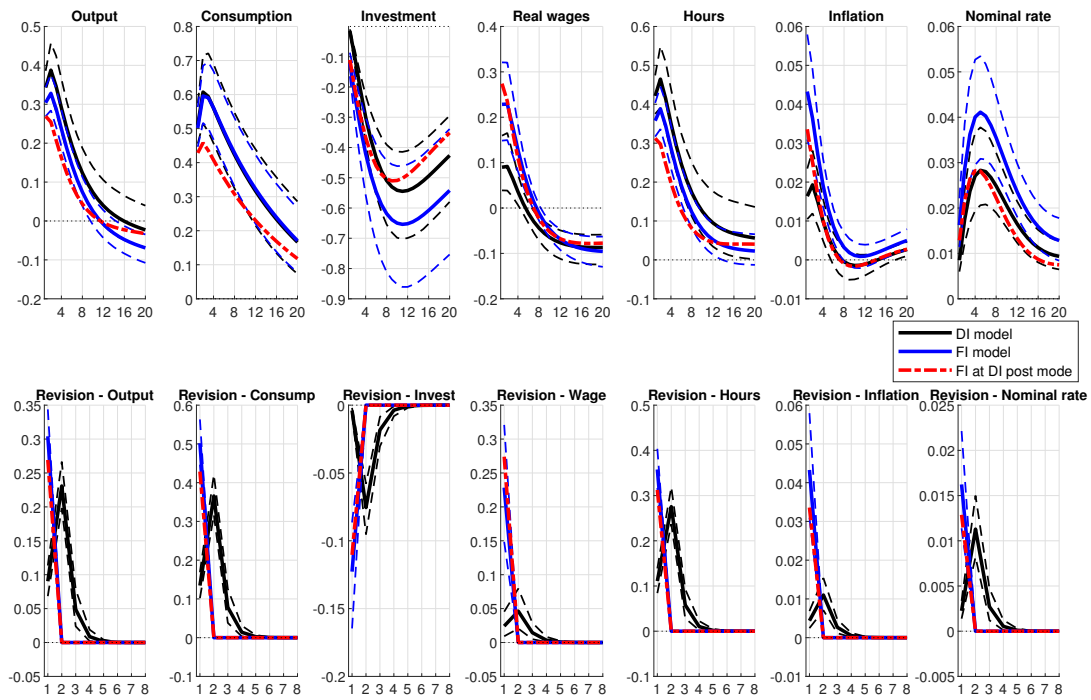 Output Consumption Investment Real wages Hours Inflation Nominal rate
0.5 0.8 0.4 0.6 0.06 0.06
0.4 0.7 -0.1 0.3 0.5 0.05 0.05
0.3 0.6 -0.2 0.2 0.4 0.04 0.04
0.2 0.5 -0.3 0.1 0.3 0.03 0.03
0.1 0.4 -0.4 0 0.2 0.02 0.02
0 0.3 -0.5 -0.1 0.1 0.01 0.01
-0.1 0.2 -0.6 -0.2 0 0 0
-0.2 0.1 -0.7 -0.1 -0.01
0 -0.8
-0.9
4 8 12 16 20 4 8 12 16 20 4 8 12 16 20 4 8 12 16 20 4 8 12 16 20 4 8 12 16 20 4 8 12 16 20
DI model
FI model
FI at DI post mode
Revision - Output Revision - Consump Revision - Invest Revision - Wage Revision - Hours Revision - Inflation Revision - Nominal rate
0.35 0.6 0 0.35 0.5 0.06 0.025
0.3 0.5 -0.05 0.3 0.4 0.05 0.02
0.25 0.4 -0.1 0.25 0.3 0.04 0.015
0.2 0.3 -0.15 0.2 0.2 0.03 0.01
0.15 0.2 -0.2 0.15 0.1 0.02 0.005
0.1 0.1 0.1 0 0.01 0
0.05 0 0.05 -0.1 0 -0.005
0 -0.1 0 -0.01
-0.05 -0.05
1 2 3 4 5 6 7 8 1 2 3 4 5 6 7 8 1 2 3 4 5 6 7 8 1 2 3 4 5 6 7 8 1 2 3 4 5 6 7 8 1 2 3 4 5 6 7 8 1 2 3 4 5 6 7 8